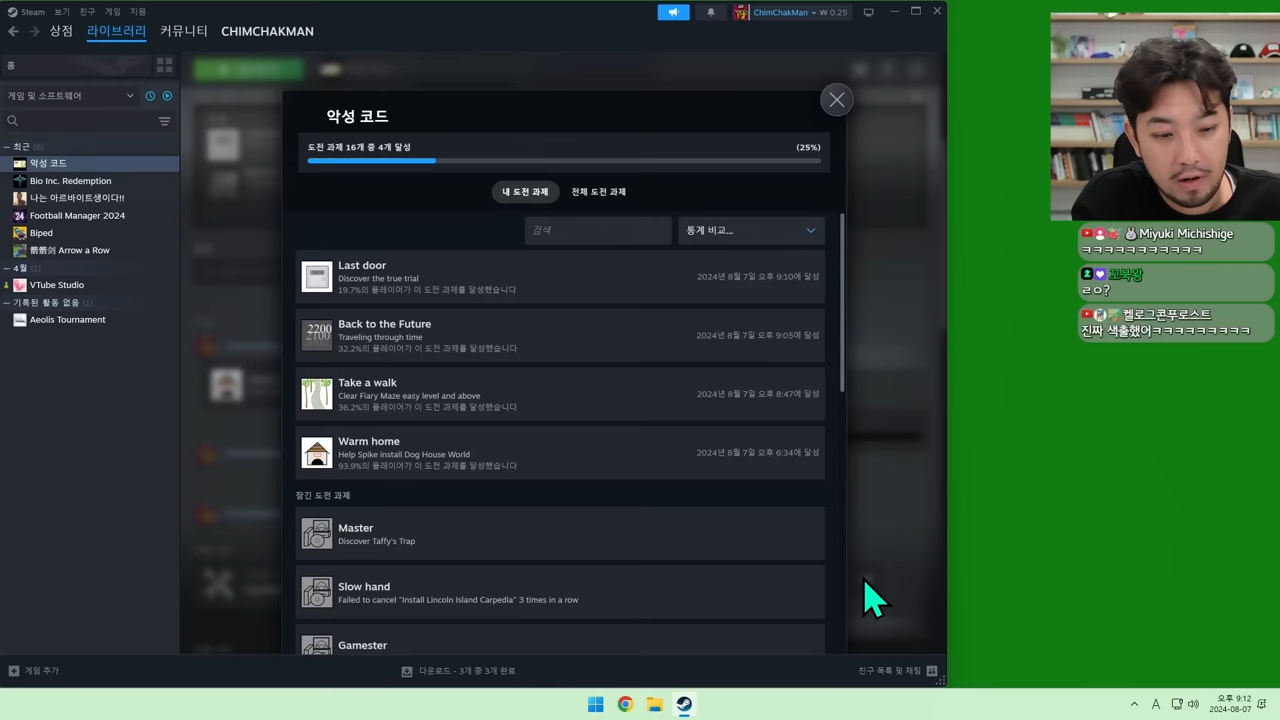 Steam 보기 친구 게임 지원
ChimChakMan ₩ 0.25
상점 라이브러리 커뮤니티 CHIMCHAKMAN
홈
게임 및 소프트웨어
최근 (6)
악성 코드
Bio Inc. Redemption
나는 아르바이트생이다!!
Football Manager 2024
Biped
箭箭剑 Arrow a Row
4월 (1)
VTube Studio
기록된 활동 없음 (1)
Aeolis Tournament
악성 코드
도전 과제 16개 중 4개 달성 (25%)
내 도전 과제 전체 도전 과제
검색 통계 비교...
Last door
Discover the true trial
19.7%의 플레이어가 이 도전 과제를 달성했습니다
2024년 8월 7일 오후 9:10에 달성
2200
2100
Back to the Future
Traveling through time
32.2%의 플레이어가 이 도전 과제를 달성했습니다
2024년 8월 7일 오후 9:05에 달성
Take a walk
Clear Fiary Maze easy level and above
36.2%의 플레이어가 이 도전 과제를 달성했습니다
2024년 8월 7일 오후 8:47에 달성
Warm home
Help Spike install Dog House World
93.9%의 플레이어가 이 도전 과제를 달성했습니다
2024년 8월 7일 오후 6:34에 달성
잠긴 도전 과제
Master
Discover Taffy's Trap
Slow hand
Failed to cancel "Install Lincoln Island Carpedia" 3 times in a row
Gamester
게임 추가
다운로드 - 3개 중 3개 완료
친구 목록 및 채팅
Miyuki Michishige
ㅋㅋㅋㅋㅋㅋㅋㅋㅋㅋㅋ
2 꼬북왕
ㄹㅇ?
켈로그콘푸로스트
진짜 색출했어ㅋㅋㅋㅋㅋㅋㅋㅋㅋ
A
오후 9:12
2024-08-07